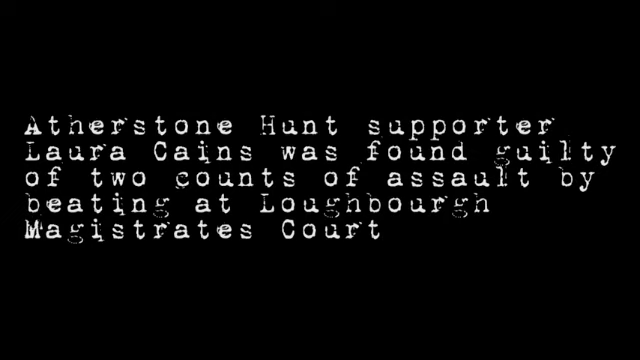 Atherstone Hunt supporter
Laura Cains was found guilty
of two counts of assault by
beating at Loughbourgh
Magistrates Court